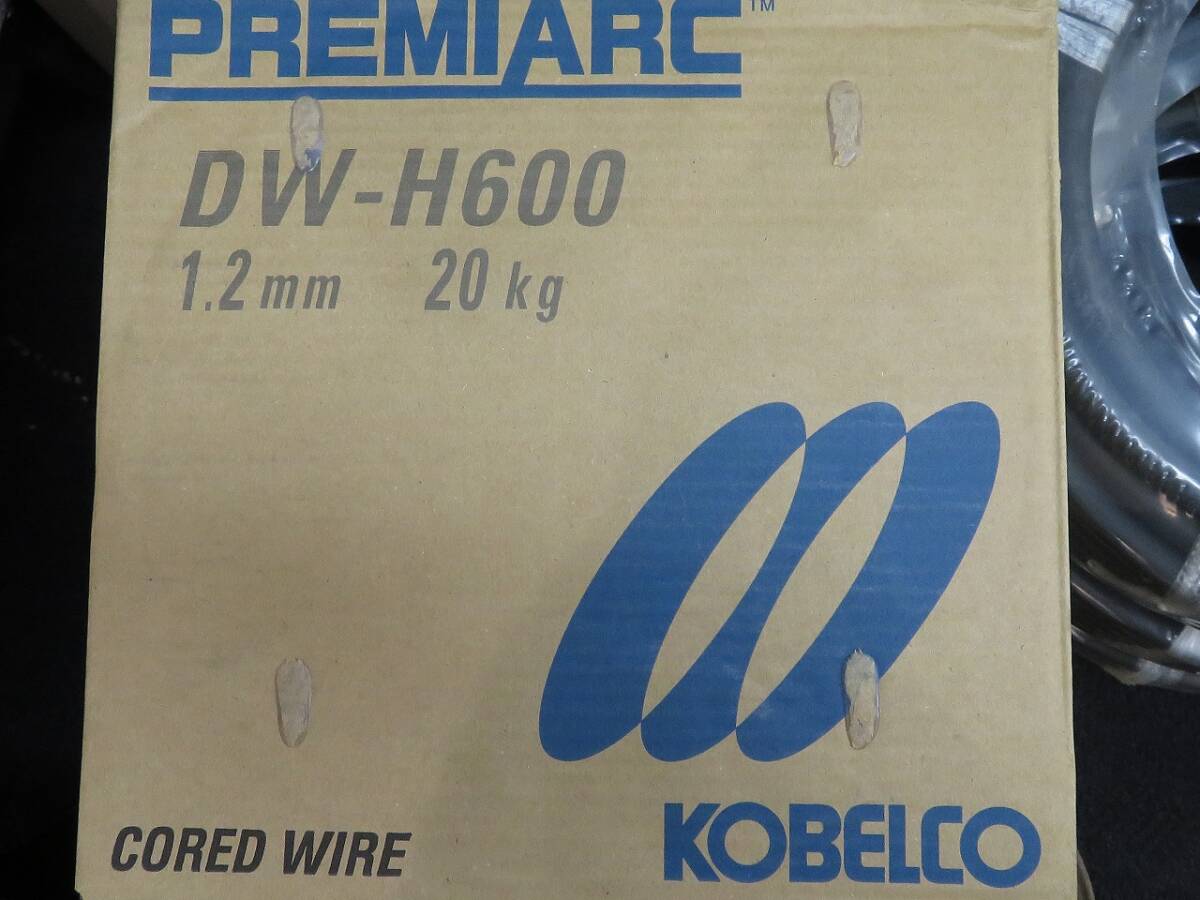 PREMIARC™
DW-H600
1.2mm 20kg
CORED WIRE
KOBELCO